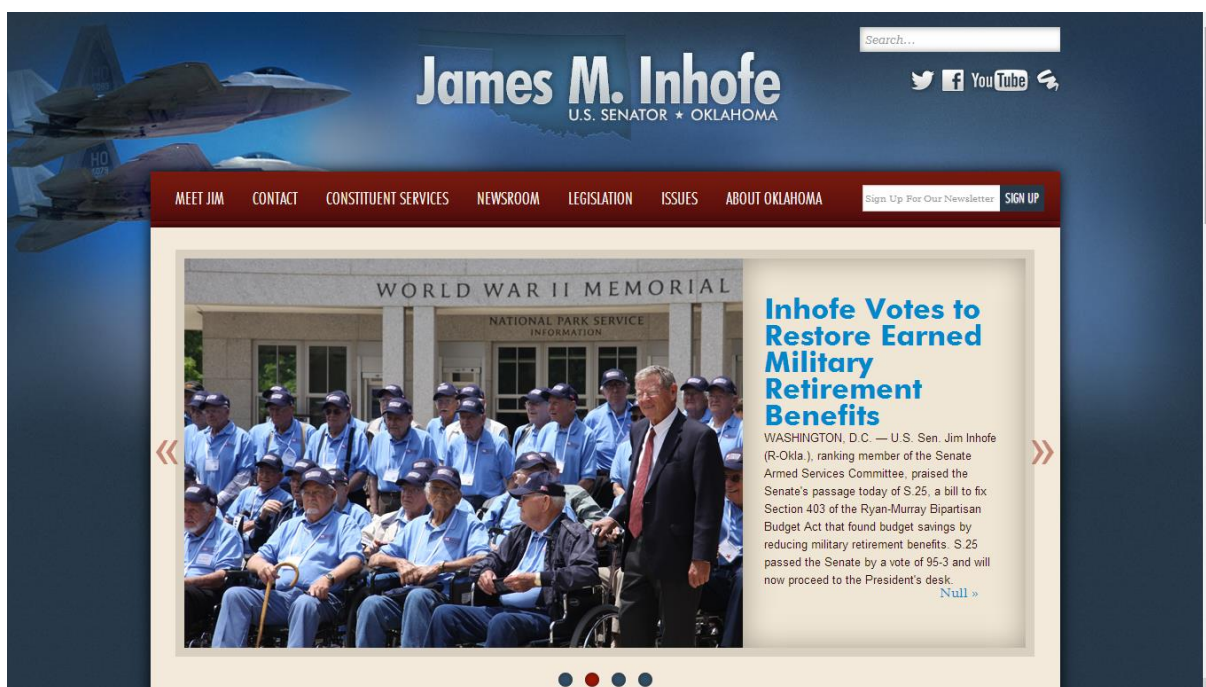 Search...
James M. Inhofe
U.S. SENATOR ★ OKLAHOMA
You Tube
HO
HO
MEET JIM CONTACT CONSTITUENT SERVICES NEWSROOM LEGISLATION ISSUES ABOUT OKLAHOMA Sign Up For Our Newsletter SIGN UP
WORLD WAR II MEMORIAL
NATIONAL PARK SERVICE
INFORMATION
Inhofe Votes to
Restore Earned
Military
Retirement
Benefits
WASHINGTON, D.C. — U.S. Sen. Jim Inhofe
(R-Okla.), ranking member of the Senate
Armed Services Committee, praised the
Senate's passage today of S.25, a bill to fix
Section 403 of the Ryan-Murray Bipartisan
Budget Act that found budget savings by
reducing military retirement benefits. S.25
passed the Senate by a vote of 95-3 and will
now proceed to the President's desk.
Null »